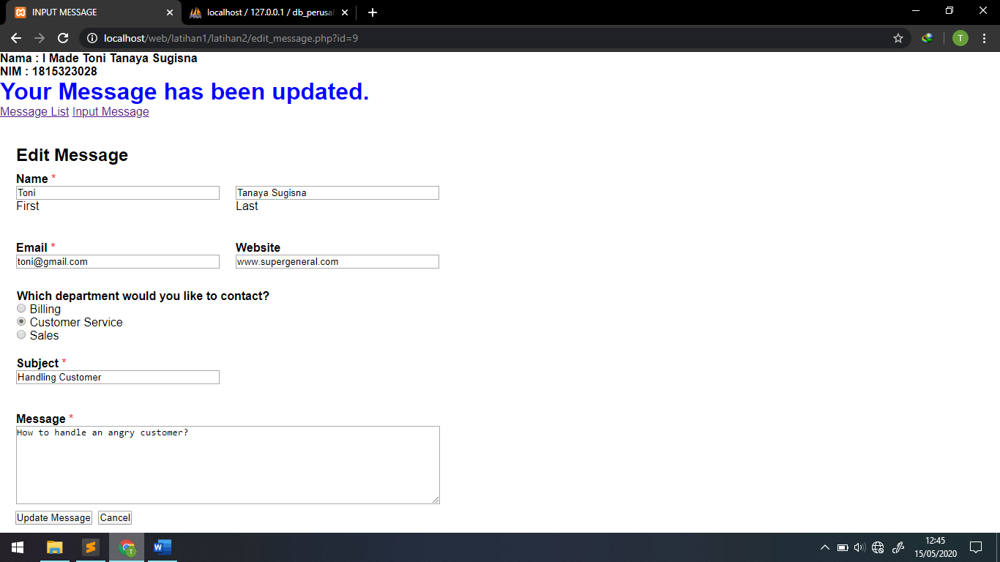 INPUT MESSAGE
localhost / 127.0.0.1 / db_perusa
localhost/web/latihan1/latihan2/edit_message.php?id=9
T
Nama : I Made Toni Tanaya Sugisna
NIM : 1815323028
Your Message has been updated.
Message List Input Message
Edit Message
Name *
Toni Tanaya Sugisna
First Last
Email * Website
toni@gmail.com www.supergeneral.com
Which department would you like to contact?
Billing
Customer Service
Sales
Subject *
Handling Customer
Message *
How to handle an angry customer?
Update Message Cancel
12:45
15/05/2020